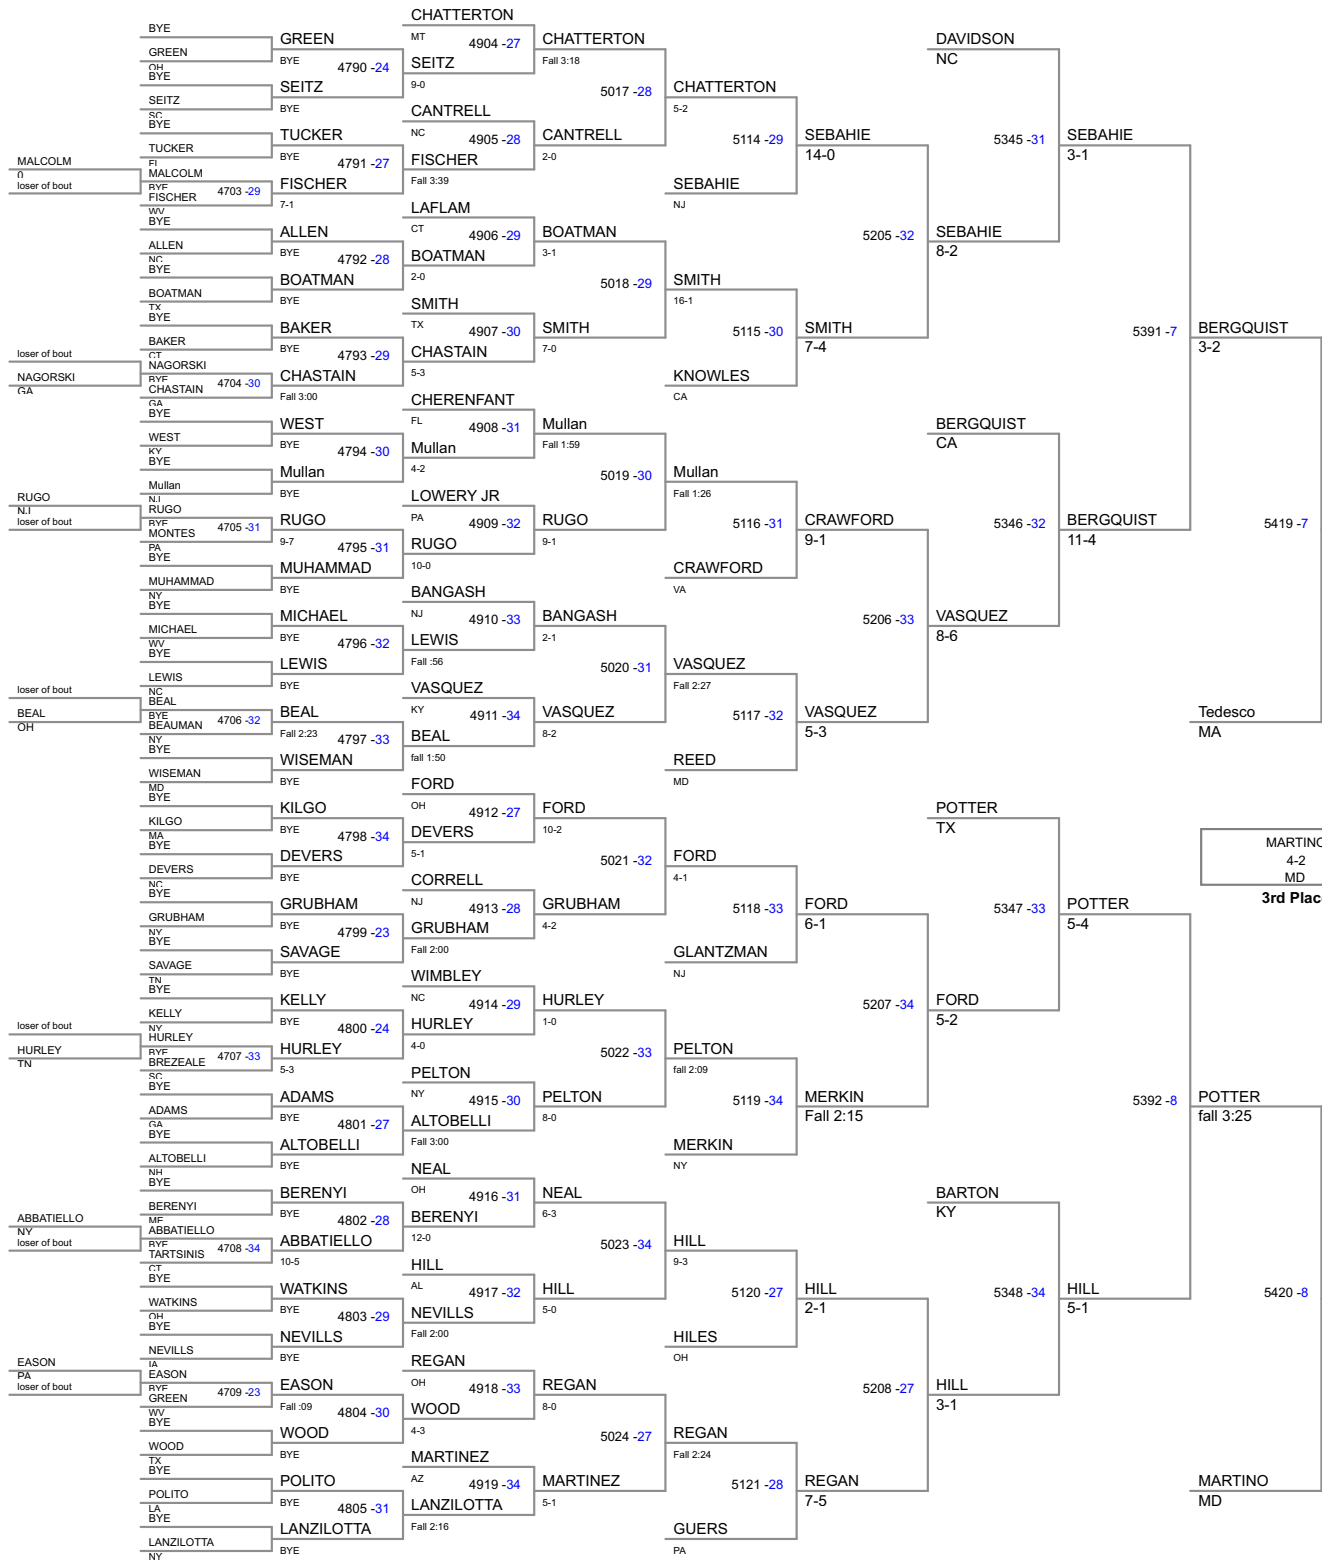 CHATTERTON
BYE
GREEN
MT
4904 -27
CHATTERTON
DAVIDSON
GREEN
BYE
4790 -24
SEITZ
Fall 3:18
NC
OH
BYE
SEITZ
9-0
5017 -28
CHATTERTON
SEITZ
BYE
CANTRELL
5-2
SC
BYE
TUCKER
NC
4905 -28
CANTRELL
5114 -29
SEBAHIE
5345 -31
SEBAHIE
TUCKER
BYE
4791 -27
FISCHER
2-0
14-0
3-1
MALCOLM
FL
MALCOLM
0
loser of bout
BYE
4703 -29
FISCHER
Fall 3:39
SEBAHIE
FISCHER
7-1
LAFLAM
NJ
WV
BYE
ALLEN
CT
4906 -29
BOATMAN
5205 -32
SEBAHIE
ALLEN
BYE
4792 -28
BOATMAN
3-1
8-2
NC
BYE
BOATMAN
2-0
5018 -29
SMITH
BOATMAN
BYE
SMITH
16-1
TX
BYE
BAKER
TX
4907 -30
SMITH
5115 -30
SMITH
5391 -7
BERGQUIST
BAKER
BYE
4793 -29
CHASTAIN
7-0
7-4
3-2
loser of bout
CT
NAGORSKI
5-3
NAGORSKI
BYE
4704 -30
CHASTAIN
KNOWLES
GA
CHASTAIN
Fall 3:00
CHERENFANT
CA
GA
BYE
WEST
FL
4908 -31
Mullan
BERGQUIST
WEST
BYE
4794 -30
Mullan
Fall 1:59
CA
KY
BYE
Mullan
4-2
5019 -30
Mullan
Mullan
BYE
LOWERY JR
Fall 1:26
RUGO
NJ
RUGO
PA
4909 -32
RUGO
5116 -31
CRAWFORD
5346 -32
BERGQUIST
5419 -7
NJ
loser of bout
BYE
4705 -31
RUGO
9-1
9-1
11-4
MONTES
9-7
4795 -31
RUGO
PA
BYE
MUHAMMAD
10-0
CRAWFORD
MUHAMMAD
BYE
BANGASH
VA
NY
BYE
MICHAEL
NJ
4910 -33
BANGASH
5206 -33
VASQUEZ
MICHAEL
BYE
4796 -32
LEWIS
2-1
8-6
WV
BYE
LEWIS
Fall :56
5020 -31
VASQUEZ
LEWIS
BYE
VASQUEZ
Fall 2:27
loser of bout
NC
BEAL
KY
4911 -34
VASQUEZ
5117 -32
VASQUEZ
Tedesco
BEAL
BYE
4706 -32
BEAL
8-2
5-3
MA
OH
BEAUMAN
Fall 2:23
4797 -33
BEAL
NY
BYE
WISEMAN
fall 1:50
REED
WISEMAN
BYE
FORD
MD
MD
BYE
KILGO
OH
4912 -27
FORD
POTTER
KILGO
BYE
4798 -34
DEVERS
10-2
TX
MA
BYE
DEVERS
5-1
5021 -32
FORD
MARTINO
4-2
MD
DEVERS
BYE
CORRELL
4-1
3rd Plac
NC
BYE
GRUBHAM
NJ
4913 -28
GRUBHAM
5118 -33
FORD
5347 -33
POTTER
GRUBHAM
BYE
4799 -23
GRUBHAM
4-2
6-1
5-4
NY
BYE
SAVAGE
Fall 2:00
GLANTZMAN
SAVAGE
BYE
WIMBLEY
NJ
TN
BYE
KELLY
NC
4914 -29
HURLEY
5207 -34
FORD
KELLY
BYE
4800 -24
HURLEY
1-0
5-2
loser of bout
NY
HURLEY
4-0
HURLEY
BYE
4707 -33
HURLEY
5022 -33
PELTON
TN
BREZEALE
5-3
PELTON
fall 2:09
SC
BYE
ADAMS
NY
4915 -30
PELTON
5119 -34
MERKIN
5392 -8
POTTER
ADAMS
BYE
4801 -27
ALTOBELLI
8-0
Fall 2:15
fall 3:25
GA
BYE
ALTOBELLI
Fall 3:00
MERKIN
ALTOBELLI
BYE
NEAL
NY
NH
BYE
BERENYI
OH
4916 -31
NEAL
BARTON
BERENYI
BYE
4802 -28
BERENYI
6-3
KY
ABBATIELLO
ME
ABBATIELLO
12-0
NY
loser of bout
BYE
4708 -34
ABBATIELLO
5023 -34
HILL
TARTSINIS
10-5
HILL
9-3
CT
BYE
WATKINS
AL
4917 -32
HILL
5120 -27
HILL
5348 -34
HILL
5420 -8
WATKINS
BYE
4803 -29
NEVILLS
5-0
2-1
5-1
OH
BYE
NEVILLS
Fall 2:00
HILES
NEVILLS
BYE
REGAN
OH
EASON
IA
EASON
OH
4918 -33
REGAN
5208 -27
HILL
PA
loser of bout
BYE
4709 -23
EASON
8-0
3-1
GREEN
Fall :09
4804 -30
WOOD
WV
BYE
WOOD
4-3
5024 -27
REGAN
WOOD
BYE
MARTINEZ
Fall 2:24
TX
BYE
POLITO
AZ
4919 -34
MARTINEZ
5121 -28
REGAN
MARTINO
POLITO
BYE
4805 -31
LANZILOTTA
5-1
7-5
MD
LA
BYE
LANZILOTTA
Fall 2:16
GUERS
LANZILOTTA
BYE
PA
NY